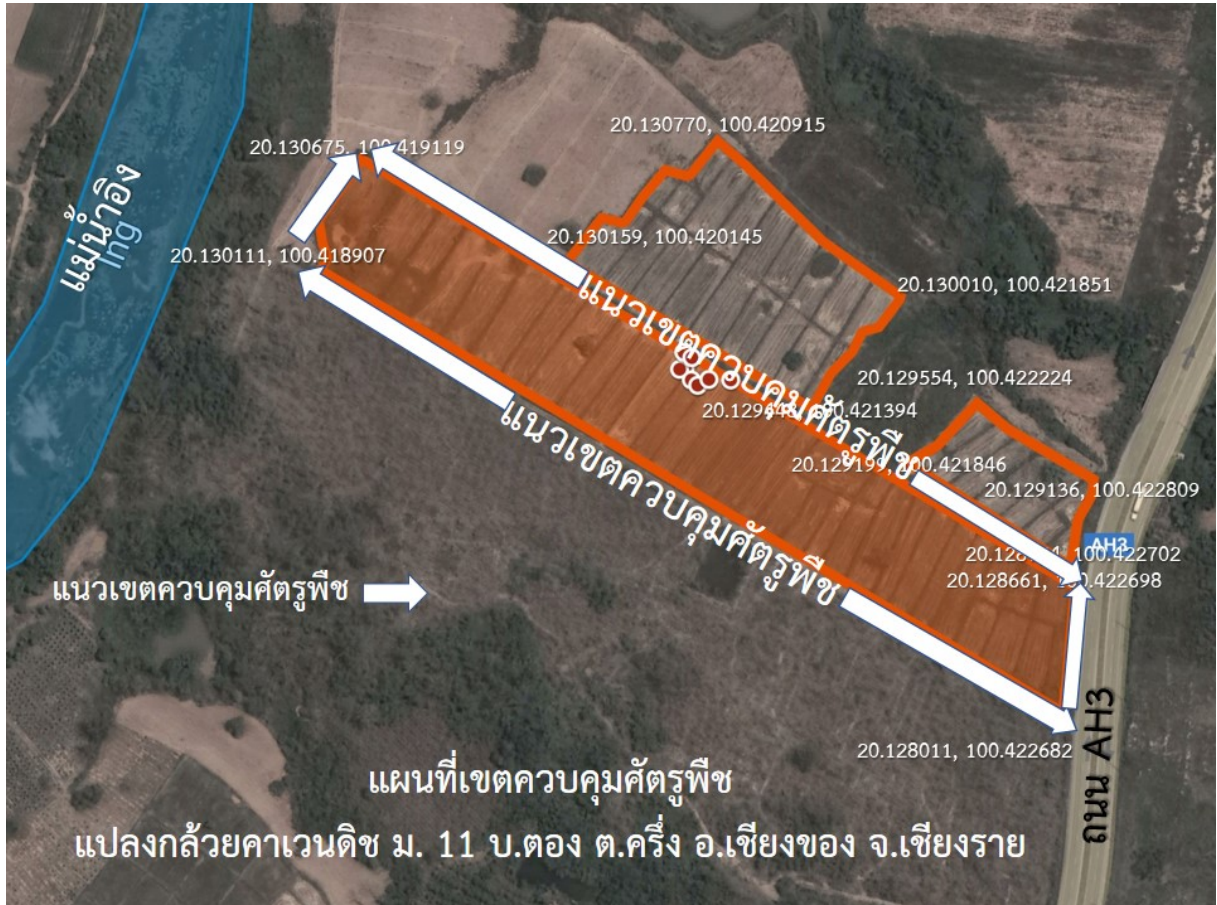 20.130770, 100.420915
20.130675, 100.419119
20.130159, 100.420145
20.130111, 100.418907
แม่น้ำอิง
Ing
20.130010, 100.421851
แนวเขตควบคุมศัตรูพืช
20.129554, 100.422224
100.421394
20.129199, 100.421846
20.129136, 100.422809
แนวเขตควบคุมศัตรูพืช
AH3
100.422702
20.128661, 100.422698
แนวเขตควบคุมศัตรูพืช
20.128011, 100.422682
ถนน AH3
แผนที่เขตควบคุมศัตรูพืช
แปลงกล้วยคาเวนดิช ม. 11 บ.ตอง ต.ครึ่ง อ.เชียงของ จ.เชียงราย